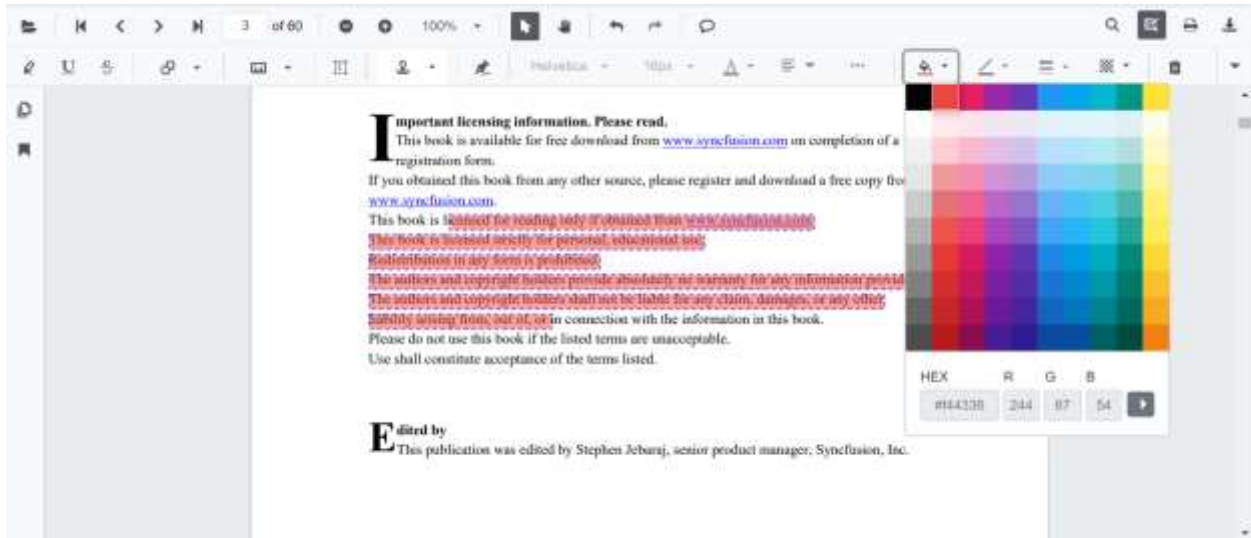 3 of 60 100%
Helvetica 16px
Important licensing information. Please read.
This book is available for free download from www.syncfusion.com on completion of a
registration form.
If you obtained this book from any other source, please register and download a free copy
www.syncfusion.com.
This book is licensed for reading only if obtained from www.syncfusion.com.
This book is licensed strictly for personal, educational use.
Redistribution in any form is prohibited.
The authors and copyright holders provide absolutely no warranty for any information
The authors and copyright holders shall not be liable for any claim, damages, or any other
liability arising from, out of, or in connection with the information in this book.
Please do not use this book if the listed terms are unacceptable.
Use shall constitute acceptance of the terms listed.
HEX R G B
#f44336 244 67 54
Edited by
This publication was edited by Stephen Jebaraj, senior product manager, Syncfusion, Inc.